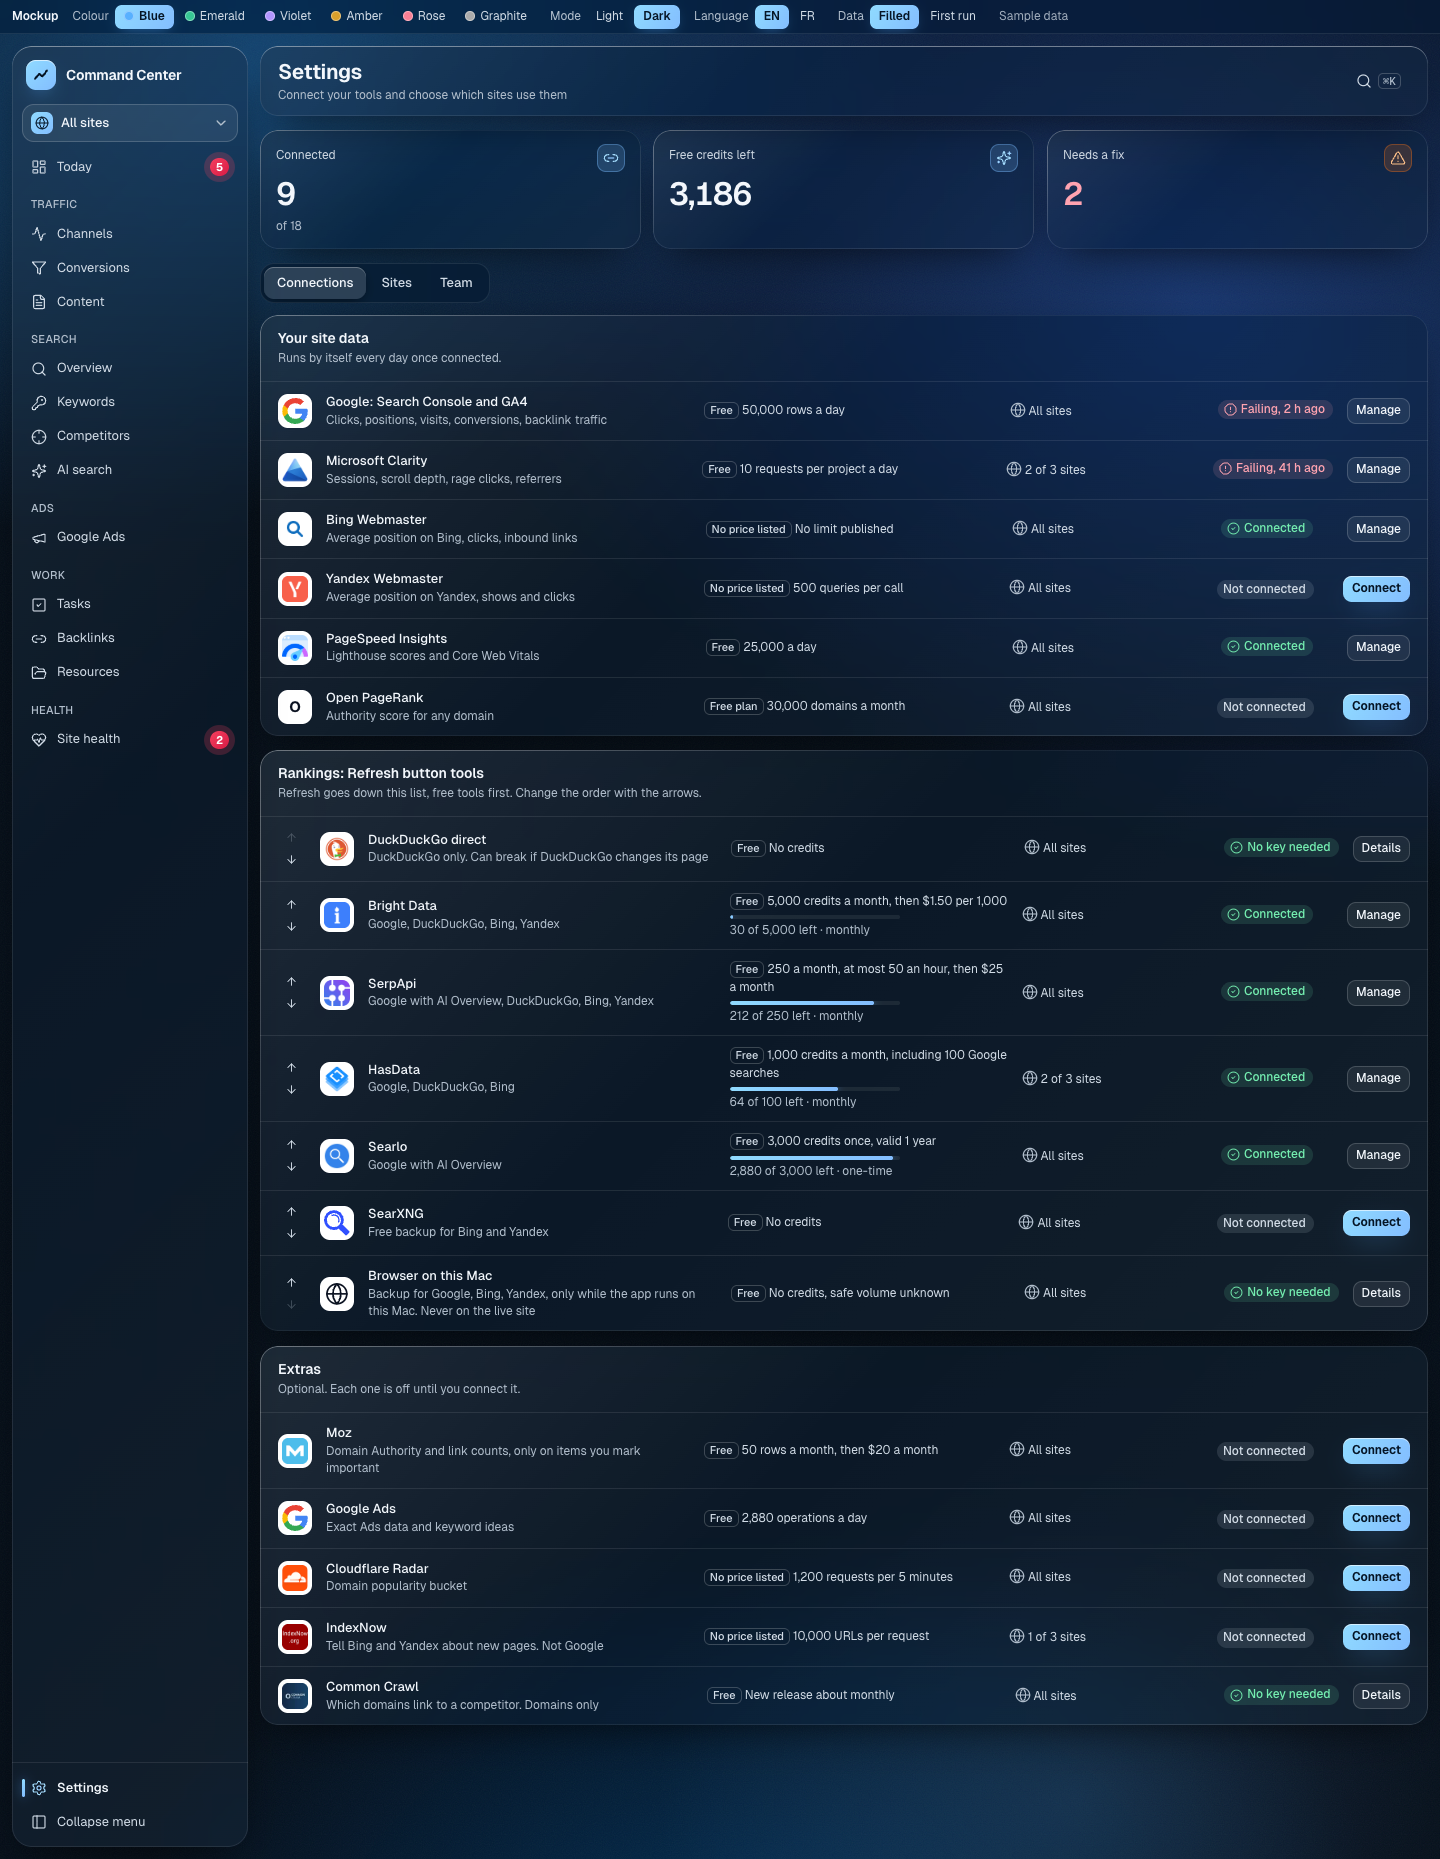 Mockup Colour Blue Emerald Violet Amber Rose Graphite Mode Light Dark Language EN FR Data Filled First run Sample data
Command Center
All sites
Today 5
TRAFFIC
Channels
Conversions
Content
SEARCH
Overview
Keywords
Competitors
AI search
ADS
Google Ads
WORK
Tasks
Backlinks
Resources
HEALTH
Site health 2
Settings
Collapse menu
Settings
Connect your tools and choose which sites use them
⌘K
Connected
9
of 18
Free credits left
3,186
Needs a fix
2
Connections Sites Team
Your site data
Runs by itself every day once connected.
Google: Search Console and GA4
Clicks, positions, visits, conversions, backlink traffic
Free 50,000 rows a day
All sites
Failing, 2 h ago
Manage
Microsoft Clarity
Sessions, scroll depth, rage clicks, referrers
Free 10 requests per project a day
2 of 3 sites
Failing, 41 h ago
Manage
Bing Webmaster
Average position on Bing, clicks, inbound links
No price listed No limit published
All sites
Connected
Manage
Yandex Webmaster
Average position on Yandex, shows and clicks
No price listed 500 queries per call
All sites
Not connected
Connect
PageSpeed Insights
Lighthouse scores and Core Web Vitals
Free 25,000 a day
All sites
Connected
Manage
Open PageRank
Authority score for any domain
Free plan 30,000 domains a month
All sites
Not connected
Connect
Rankings: Refresh button tools
Refresh goes down this list, free tools first. Change the order with the arrows.
DuckDuckGo direct
DuckDuckGo only. Can break if DuckDuckGo changes its page
Free No credits
All sites
No key needed
Details
Bright Data
Google, DuckDuckGo, Bing, Yandex
Free 5,000 credits a month, then $1.50 per 1,000
30 of 5,000 left · monthly
All sites
Connected
Manage
SerpApi
Google with AI Overview, DuckDuckGo, Bing, Yandex
Free 250 a month, at most 50 an hour, then $25
a month
212 of 250 left · monthly
All sites
Connected
Manage
HasData
Google, DuckDuckGo, Bing
Free 1,000 credits a month, including 100 Google
searches
64 of 100 left · monthly
2 of 3 sites
Connected
Manage
Searlo
Google with AI Overview
Free 3,000 credits once, valid 1 year
2,880 of 3,000 left · one-time
All sites
Connected
Manage
SearXNG
Free backup for Bing and Yandex
Free No credits
All sites
Not connected
Connect
Browser on this Mac
Backup for Google, Bing, Yandex, only while the app runs on
this Mac. Never on the live site
Free No credits, safe volume unknown
All sites
No key needed
Details
Extras
Optional. Each one is off until you connect it.
Moz
Domain Authority and link counts, only on items you mark
important
Free 50 rows a month, then $20 a month
All sites
Not connected
Connect
Google Ads
Exact Ads data and keyword ideas
Free 2,880 operations a day
All sites
Not connected
Connect
Cloudflare Radar
Domain popularity bucket
No price listed 1,200 requests per 5 minutes
All sites
Not connected
Connect
IndexNow
.org
IndexNow
Tell Bing and Yandex about new pages. Not Google
No price listed 10,000 URLs per request
1 of 3 sites
Not connected
Connect
Common Crawl
Which domains link to a competitor. Domains only
Free New release about monthly
All sites
No key needed
Details